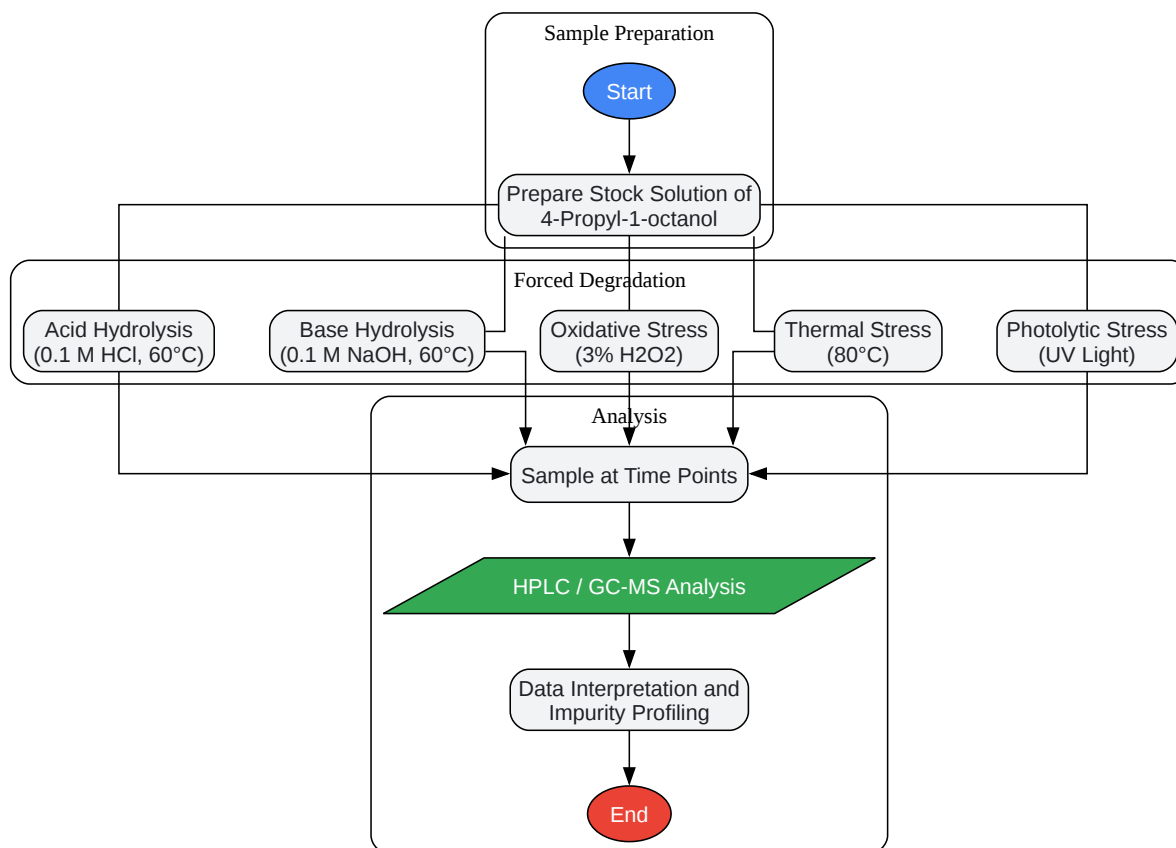 Sample Preparation
Start
Prepare Stock Solution of
4-Propyl-1-octanol
Forced Degradation
Acid Hydrolysis
(0.1 M HCl, 60°C)
Base Hydrolysis
(0.1 M NaOH, 60°C)
Oxidative Stress
(3% H2O2)
Thermal Stress
(80°C)
Photolytic Stress
(UV Light)
Analysis
Sample at Time Points
HPLC / GC-MS Analysis
Data Interpretation and
Impurity Profiling
End